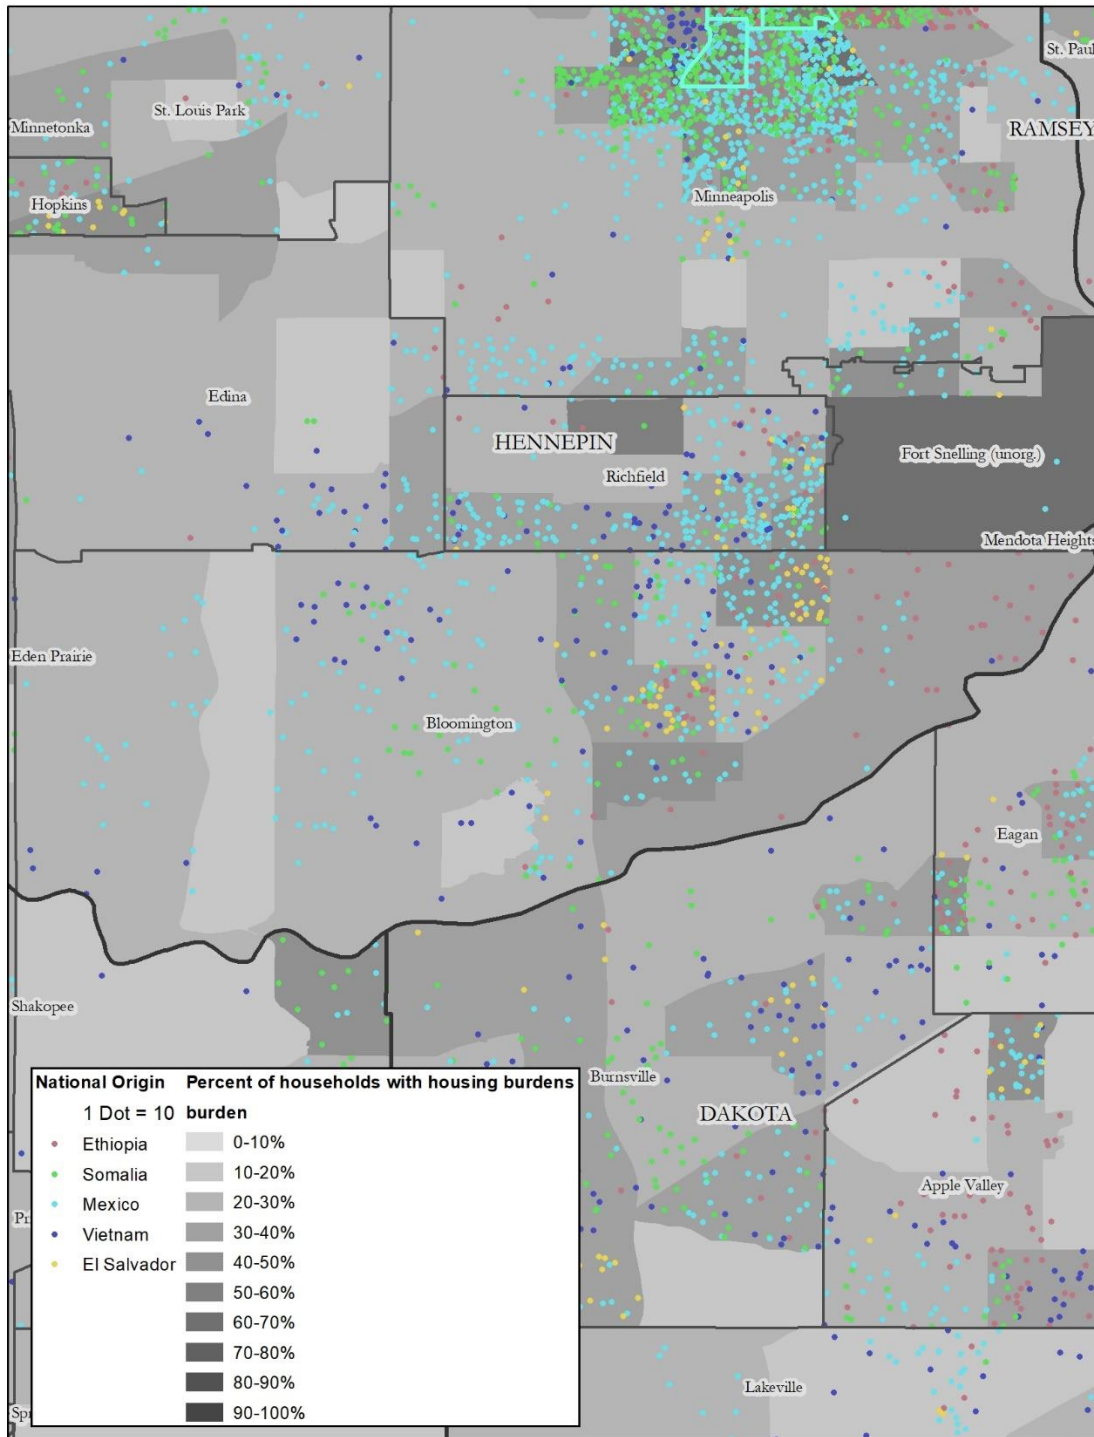 St. Paul
St. Louis Park
Minnetonka
RAMSEY
Hopkins
Minneapolis
Edina
HENNEPIN
Fort Snelling (unorg.)
Richfield
Mendota Heights
Eden Prairie
Bloomington
Eagan
Shakopee
Burnsville
DAKOTA
Apple Valley
Lakeville
National Origin Percent of households with housing burdens
1 Dot = 10 burden
Ethiopia 0-10%
Somalia 10-20%
Mexico 20-30%
Vietnam 30-40%
El Salvador 40-50%
50-60%
60-70%
70-80%
80-90%
90-100%